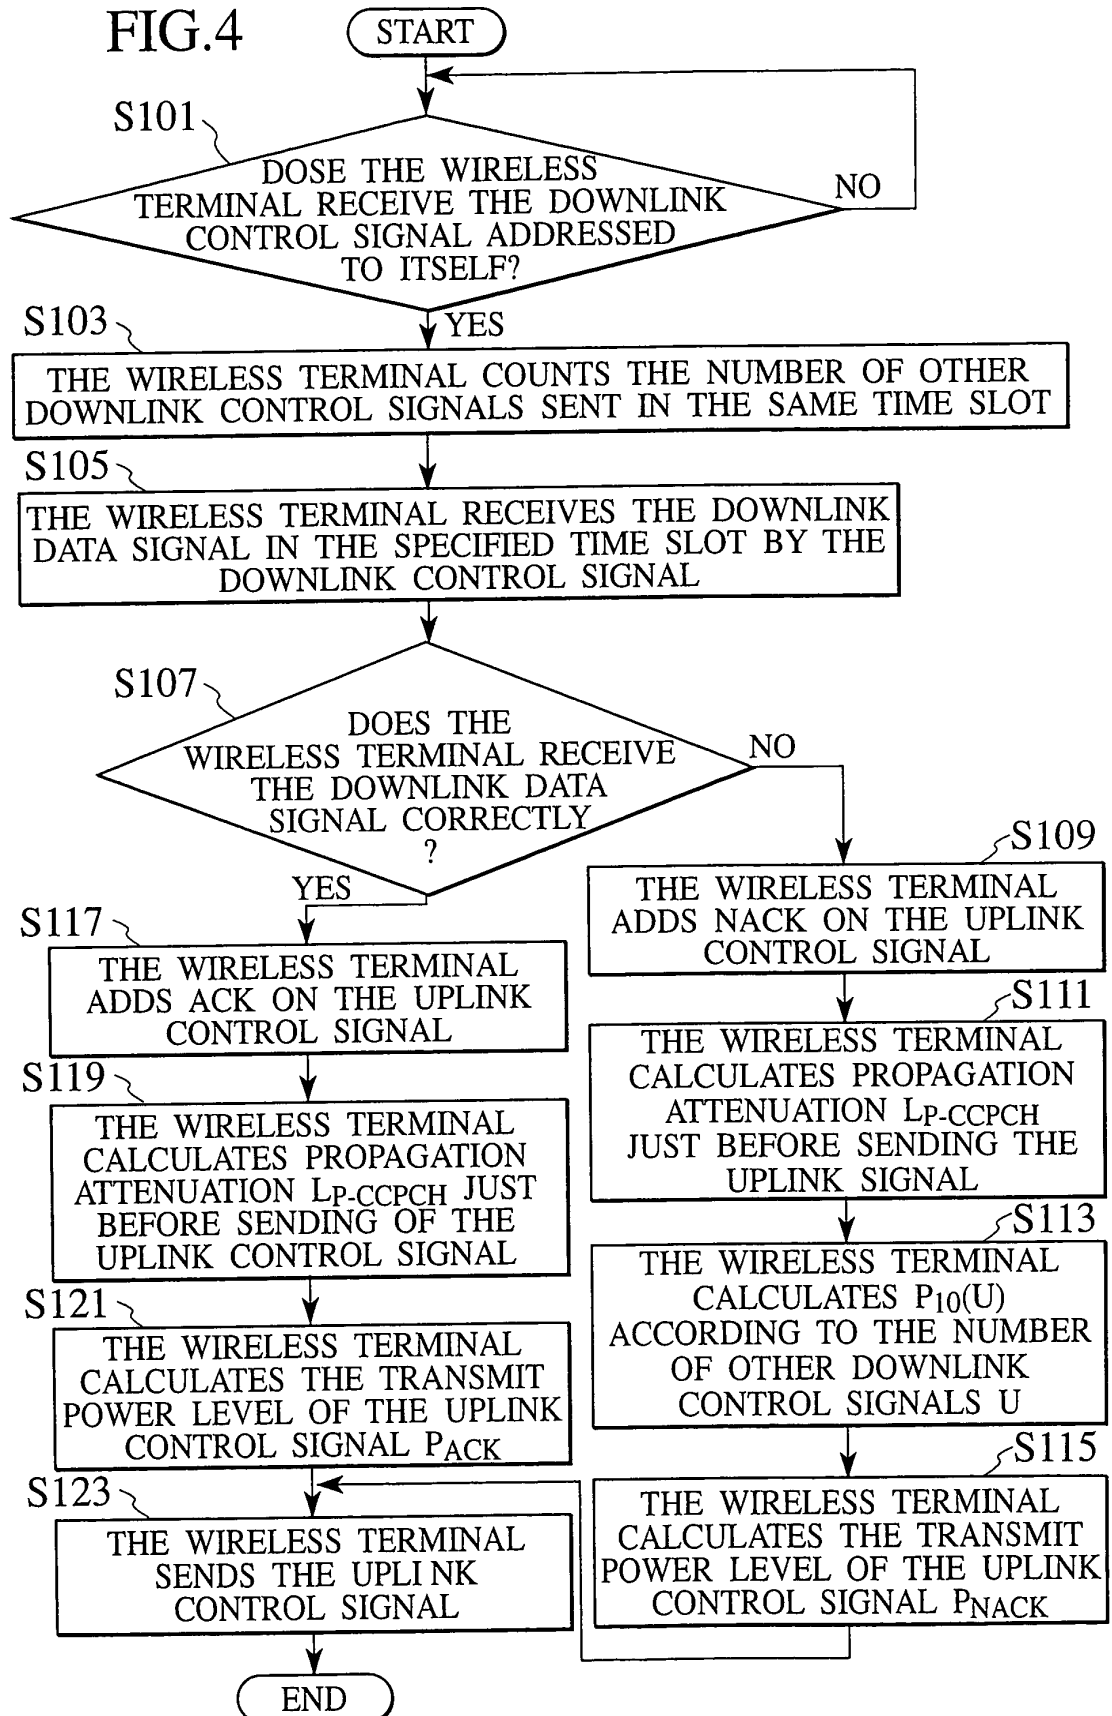 FIG.4
START
S101
DOSE THE WIRELESS
TERMINAL RECEIVE THE DOWNLINK
CONTROL SIGNAL ADDRESSED
TO ITSELF?
NO
YES
S103
THE WIRELESS TERMINAL COUNTS THE NUMBER OF OTHER
DOWNLINK CONTROL SIGNALS SENT IN THE SAME TIME SLOT
S105
THE WIRELESS TERMINAL RECEIVES THE DOWNLINK
DATA SIGNAL IN THE SPECIFIED TIME SLOT BY THE
DOWNLINK CONTROL SIGNAL
S107
DOES THE
WIRELESS TERMINAL RECEIVE
THE DOWNLINK DATA
SIGNAL CORRECTLY
?
NO
YES
S109
THE WIRELESS TERMINAL
ADDS NACK ON THE UPLINK
CONTROL SIGNAL
S111
THE WIRELESS TERMINAL
CALCULATES PROPAGATION
ATTENUATION LP-CCPCH
JUST BEFORE SENDING THE
UPLINK SIGNAL
S113
THE WIRELESS TERMINAL
CALCULATES P10(U)
ACCORDING TO THE NUMBER
OF OTHER DOWNLINK
CONTROL SIGNALS U
S115
THE WIRELESS TERMINAL
CALCULATES THE TRANSMIT
POWER LEVEL OF THE UPLINK
CONTROL SIGNAL PNACK
S117
THE WIRELESS TERMINAL
ADDS ACK ON THE UPLINK
CONTROL SIGNAL
S119
THE WIRELESS TERMINAL
CALCULATES PROPAGATION
ATTENUATION LP-CCPCH JUST
BEFORE SENDING OF THE
UPLINK CONTROL SIGNAL
S121
THE WIRELESS TERMINAL
CALCULATES THE TRANSMIT
POWER LEVEL OF THE UPLINK
CONTROL SIGNAL PACK
S123
THE WIRELESS TERMINAL
SENDS THE UPLINK
CONTROL SIGNAL
END